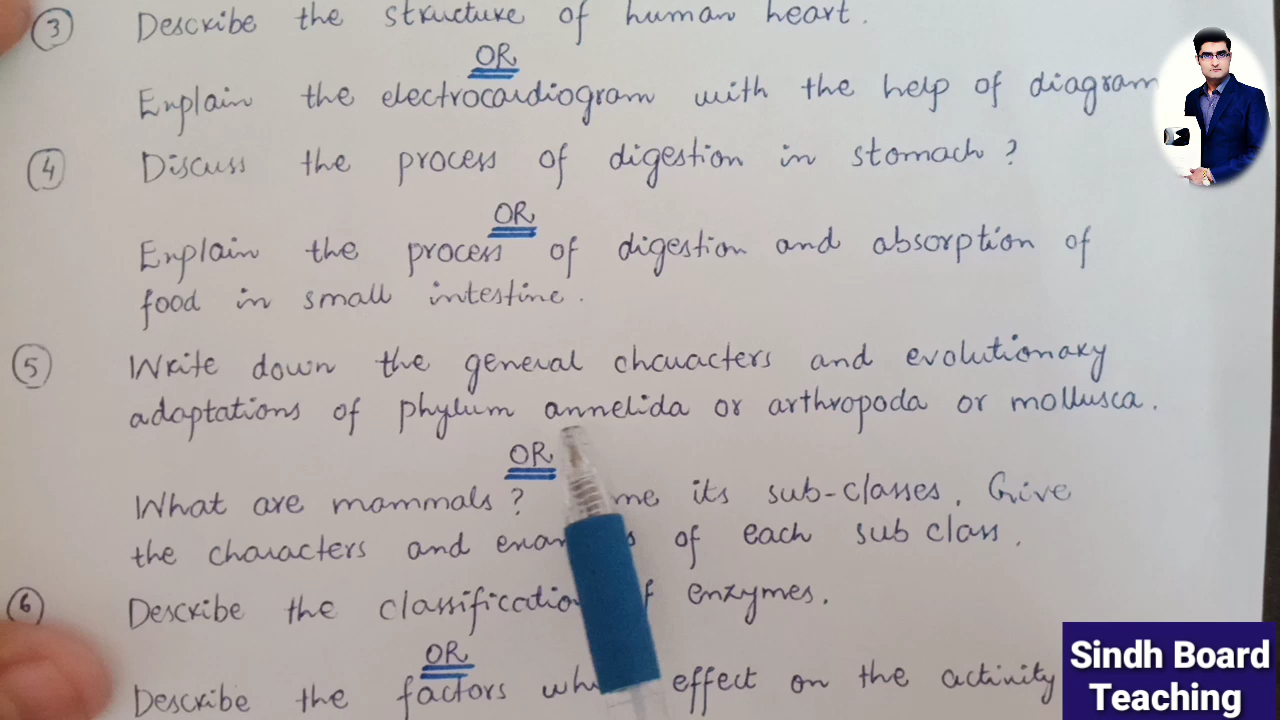 ③ Describe the structure of human heart.
OR
Explain the electrocardiogram with the help of diagram
④ Discuss the process of digestion in stomach ?
OR
Explain the process of digestion and absorption of
food in small intestine.
⑤ Write down the general characters and evolutionary
adaptations of phylum annelida or arthropoda or mollusca.
OR
What are mammals ? its sub-classes. Give
the characters and of each sub class.
⑥ Describe the classification enzymes.
OR
Describe the factors effect on the activity
Sindh Board
Teaching